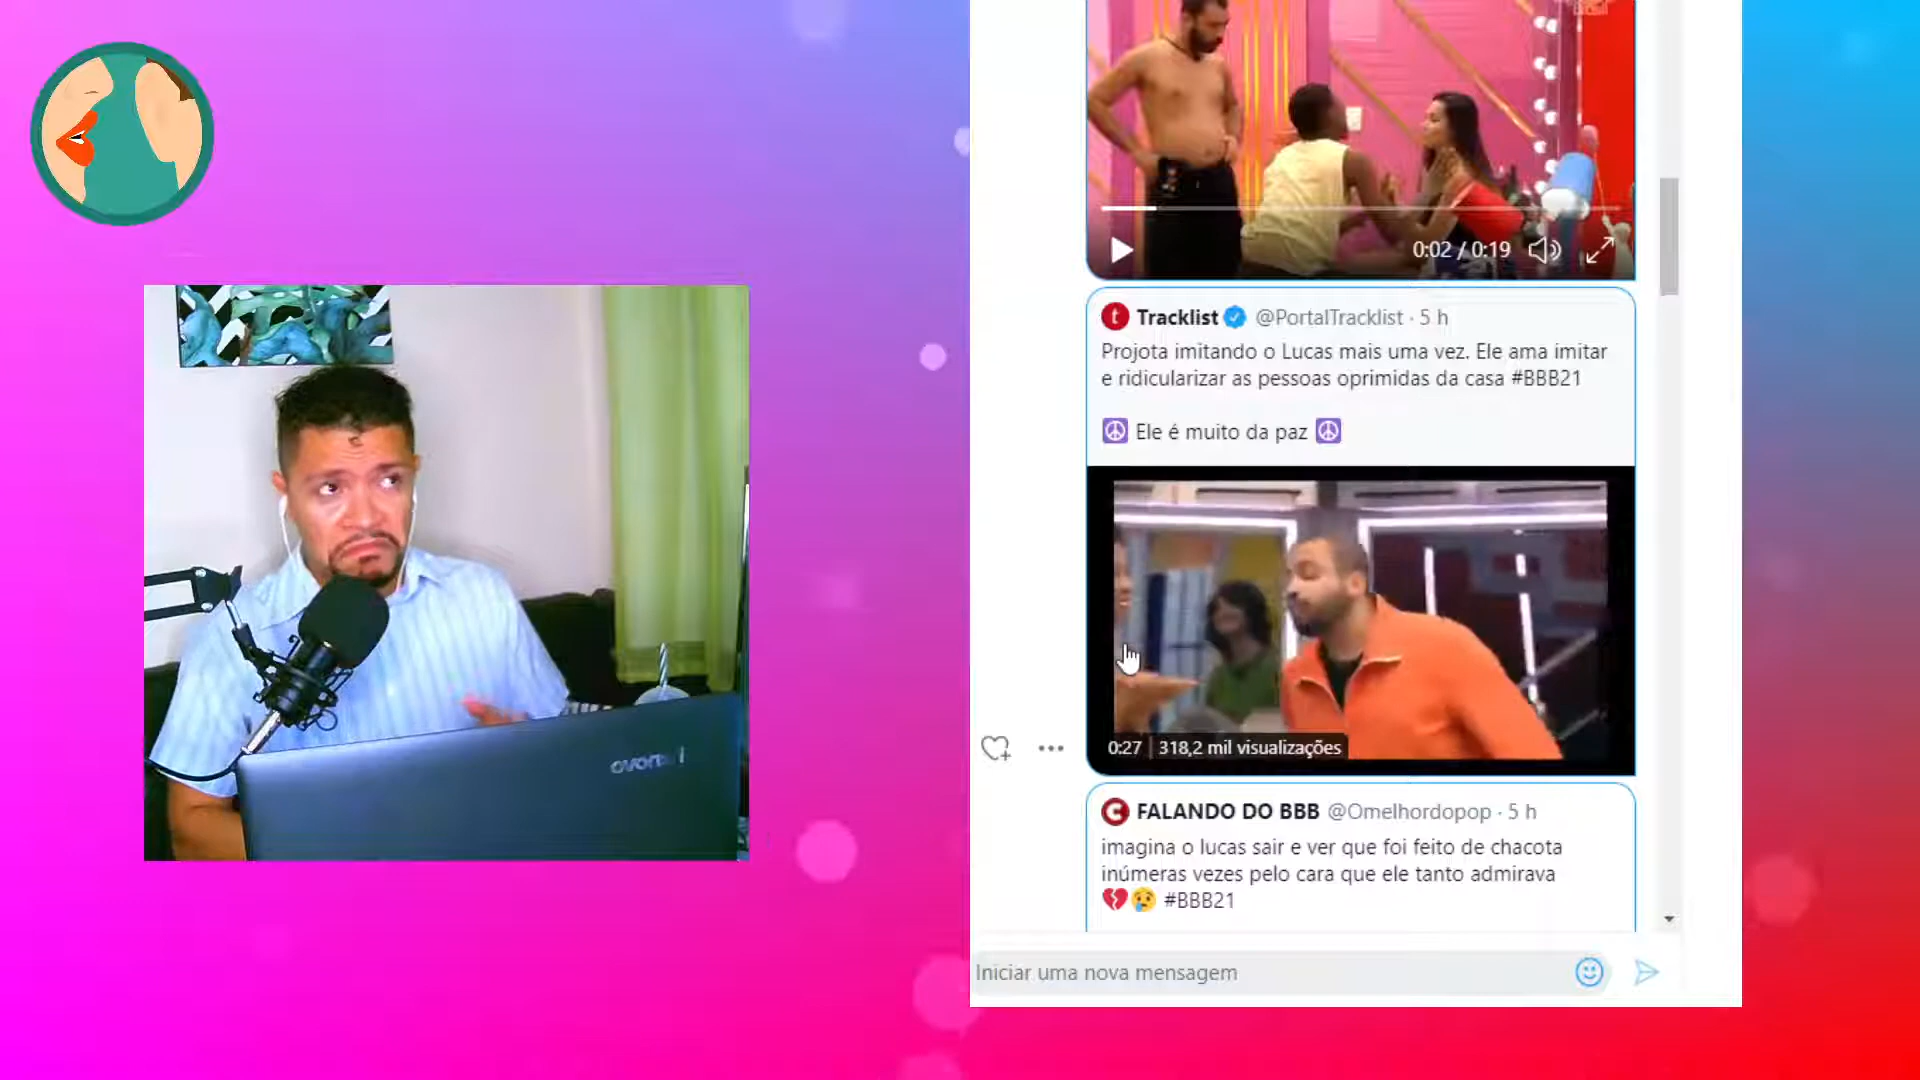 0:02 / 0:19
Tracklist @PortalTracklist · 5 h
Projota imitando o Lucas mais uma vez. Ele ama imitar
e ridicularizar as pessoas oprimidas da casa #BBB21
☮ Ele é muito da paz ☮
0:27 | 318,2 mil visualizações
FALANDO DO BBB @Omelhordopop · 5 h
imagina o lucas sair e ver que foi feito de chacota
inúmeras vezes pelo cara que ele tanto admirava
💔😢 #BBB21
Iniciar uma nova mensagem